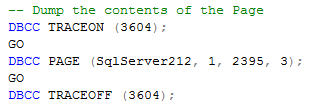 -- Dump the contents of the Page
DBCC TRACEON (3604);
GO
DBCC PAGE (SqlServer212, 1, 2395, 3);
GO
DBCC TRACEOFF (3604);